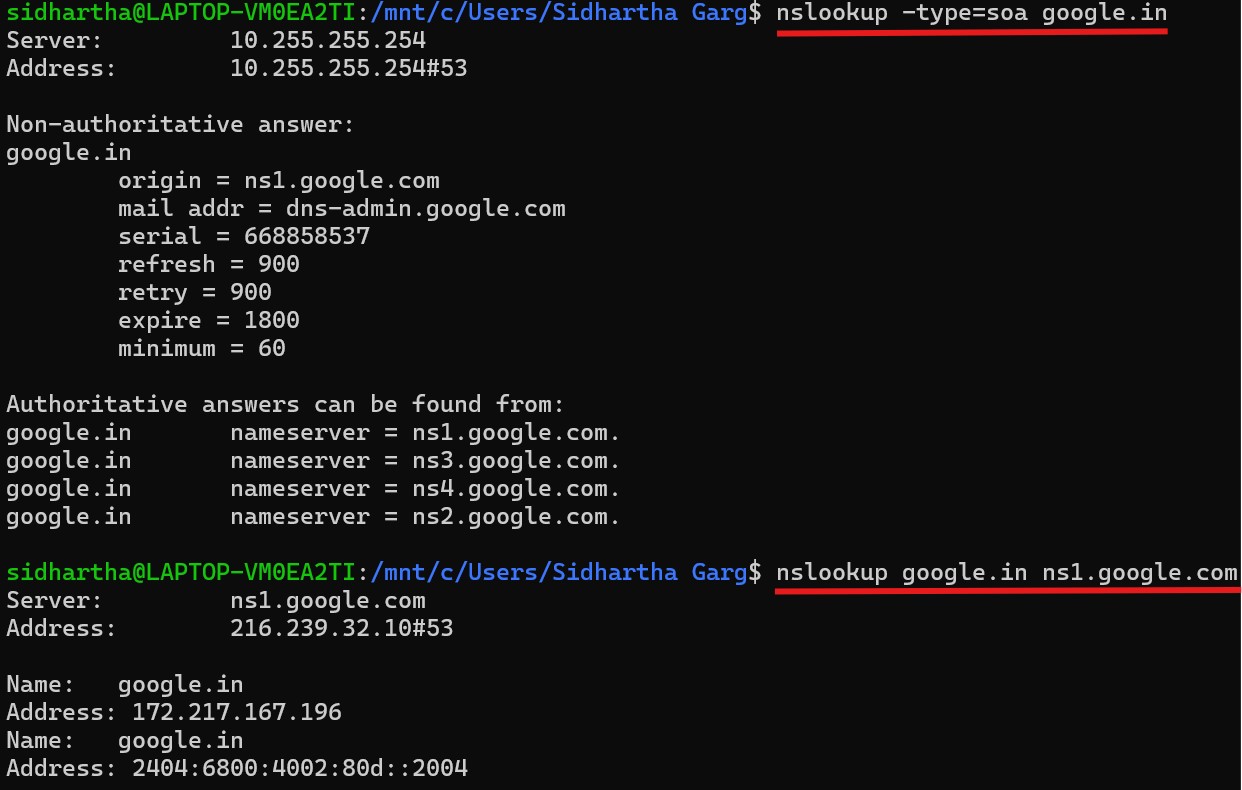 sidhartha@LAPTOP-VM0EA2TI:/mnt/c/Users/Sidhartha Garg$ nslookup -type=soa google.in
Server:         10.255.255.254
Address:        10.255.255.254#53

Non-authoritative answer:
google.in
        origin = ns1.google.com
        mail addr = dns-admin.google.com
        serial = 668858537
        refresh = 900
        retry = 900
        expire = 1800
        minimum = 60

Authoritative answers can be found from:
google.in       nameserver = ns1.google.com.
google.in       nameserver = ns3.google.com.
google.in       nameserver = ns4.google.com.
google.in       nameserver = ns2.google.com.

sidhartha@LAPTOP-VM0EA2TI:/mnt/c/Users/Sidhartha Garg$ nslookup google.in ns1.google.com
Server:         ns1.google.com
Address:        216.239.32.10#53

Name:   google.in
Address: 172.217.167.196
Name:   google.in
Address: 2404:6800:4002:80d::2004